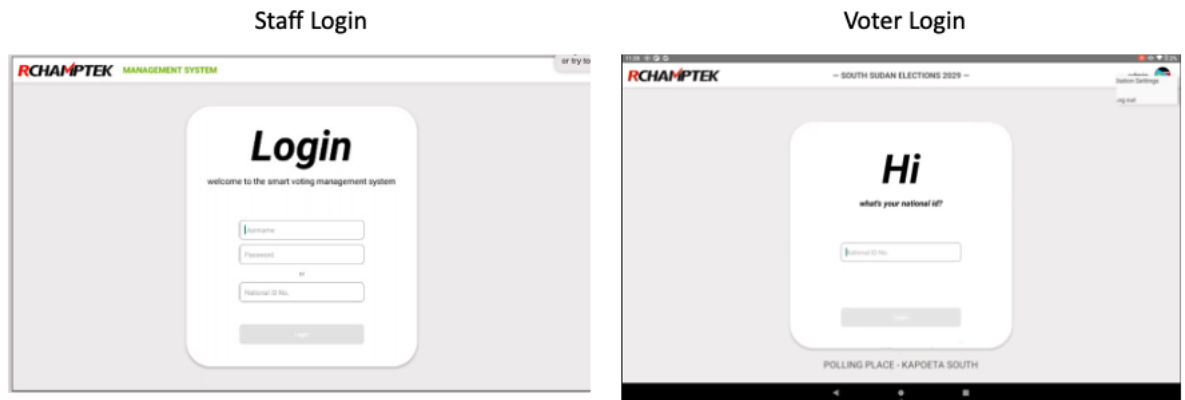 Staff Login
Voter Login
RCHAMPTEK MANAGEMENT SYSTEM
or try to
Login
welcome to the smart voting management system
Username
Password
or
National ID No.
Login
11:28
RCHAMPTEK
— SOUTH SUDAN ELECTIONS 2029 —
Station Settings
Log out
Hi
what's your national id?
National ID No.
Login
POLLING PLACE - KAPOETA SOUTH